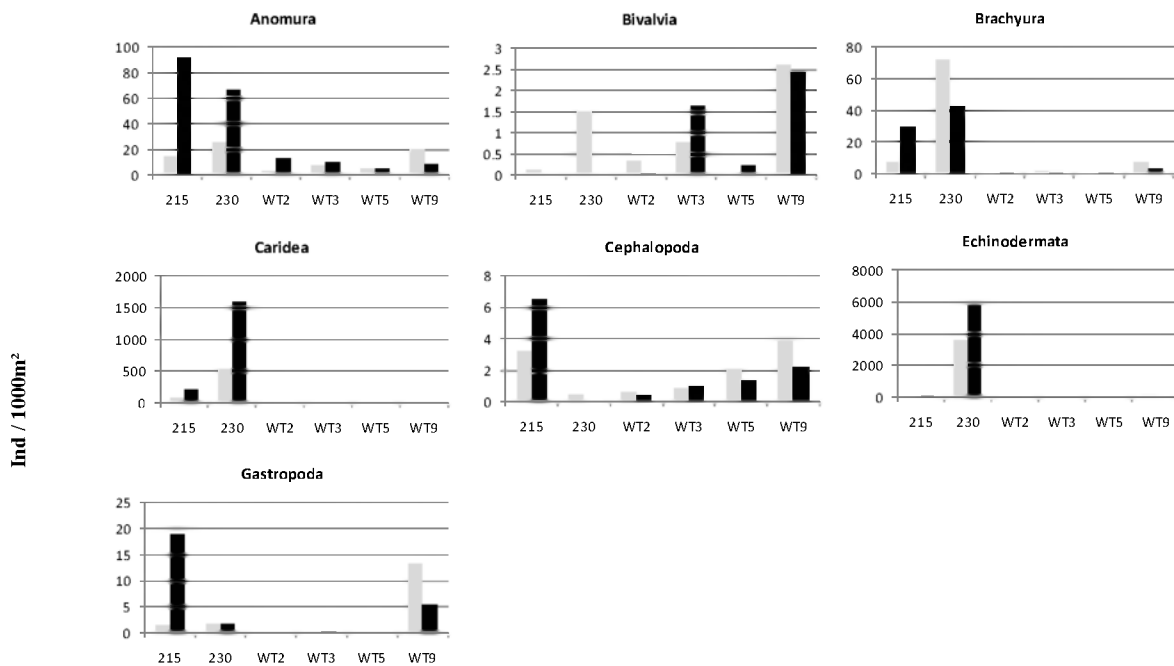 Anomura
100
80
60
40
20
0
215 230 WT2 WT3 WT5 WT9
Bivalvia
3
2.5
2
1.5
1
0.5
0
215 230 WT2 WT3 WT5 WT9
Brachyura
80
60
40
20
0
215 230 WT2 WT3 WT5 WT9
Caridea
2000
1500
1000
500
0
215 230 WT2 WT3 WT5 WT9
Cephalopoda
8
6
4
2
0
215 230 WT2 WT3 WT5 WT9
Echinodermata
8000
6000
4000
2000
0
215 230 WT2 WT3 WT5 WT9
Ind / 1000m²
Gastropoda
25
20
15
10
5
0
215 230 WT2 WT3 WT5 WT9